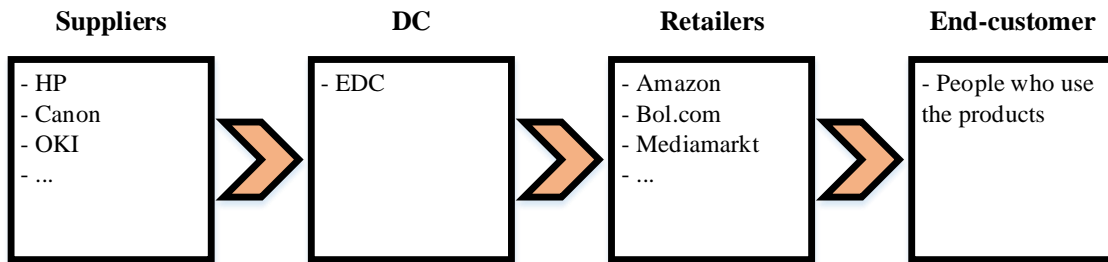 Suppliers
- HP
- Canon
- OKI
- ...
DC
- EDC
Retailers
- Amazon
- Bol.com
- Mediamarkt
- ...
End-customer
- People who use
the products